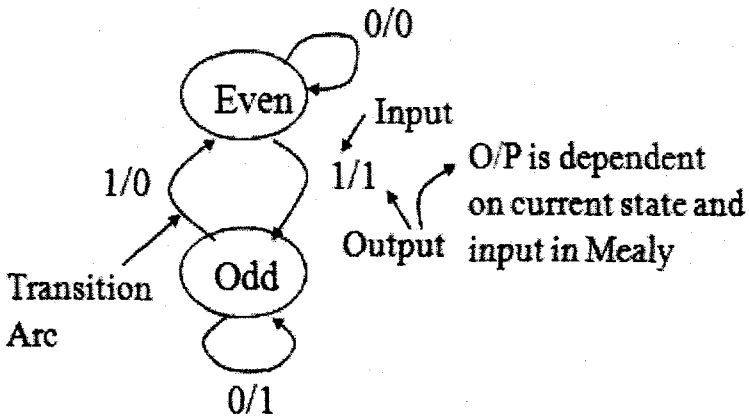 0/0
Even
Input
1/0
1/1
O/P is dependent
on current state and
input in Mealy
Output
Transition
Arc
Odd
0/1